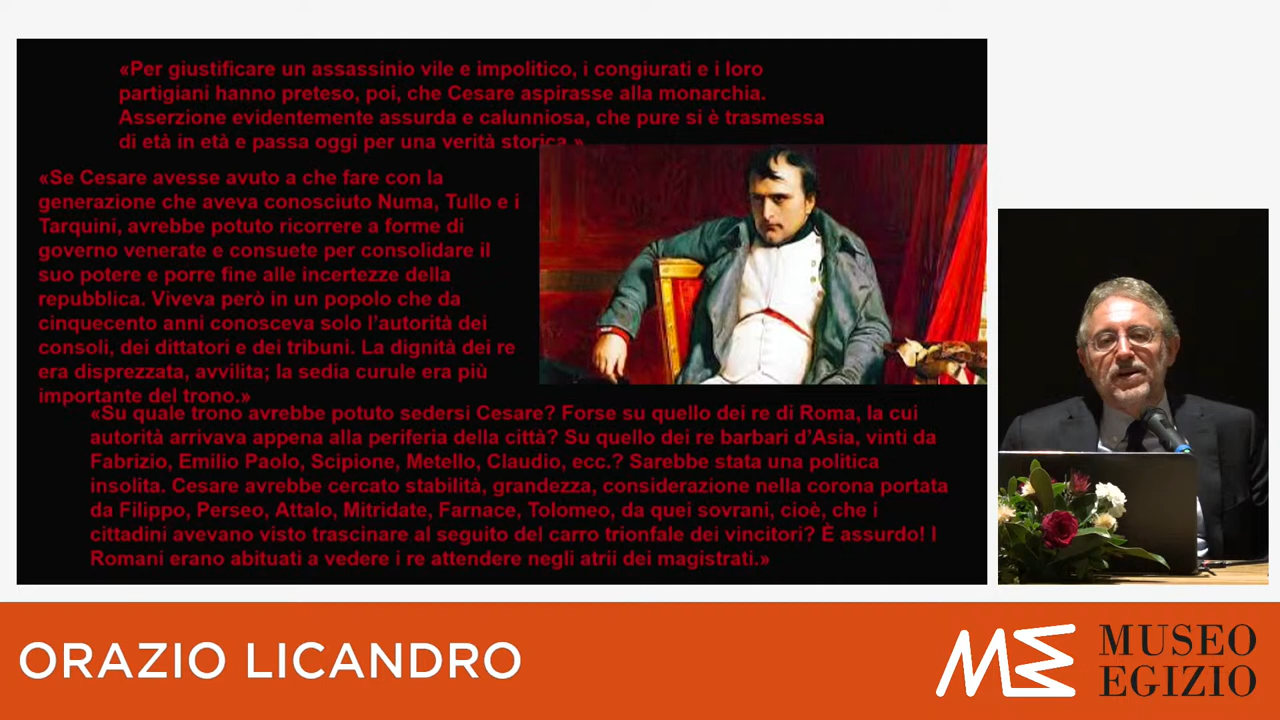 «Per giustificare un assassinio vile e impolitico, i congiurati e i loro
partigiani hanno preteso, poi, che Cesare aspirasse alla monarchia.
Asserzione evidentemente assurda e calunniosa, che pure si è trasmessa
di età in età e passa oggi per una verità storica.»
«Se Cesare avesse avuto a che fare con la
generazione che aveva conosciuto Numa, Tullo e i
Tarquini, avrebbe potuto ricorrere a forme di
governo venerate e consuete per consolidare il
suo potere e porre fine alle incertezze della
repubblica. Viveva però in un popolo che da
cinquecento anni conosceva solo l'autorità dei
consoli, dei dittatori e dei tribuni. La dignità dei re
era disprezzata, avvilita; la sedia curule era più
importante del trono.»
«Su quale trono avrebbe potuto sedersi Cesare? Forse su quello dei re di Roma, la cui
autorità arrivava appena alla periferia della città? Su quello dei re barbari d'Asia, vinti da
Fabrizio, Emilio Paolo, Scipione, Metello, Claudio, ecc.? Sarebbe stata una politica
insolita. Cesare avrebbe cercato stabilità, grandezza, considerazione nella corona portata
da Filippo, Perseo, Attalo, Mitridate, Farnace, Tolomeo, da quei sovrani, cioè, che i
cittadini avevano visto trascinare al seguito del carro trionfale dei vincitori? È assurdo! I
Romani erano abituati a vedere i re attendere negli atrii dei magistrati.»
ORAZIO LICANDRO
ME
MUSEO
EGIZIO